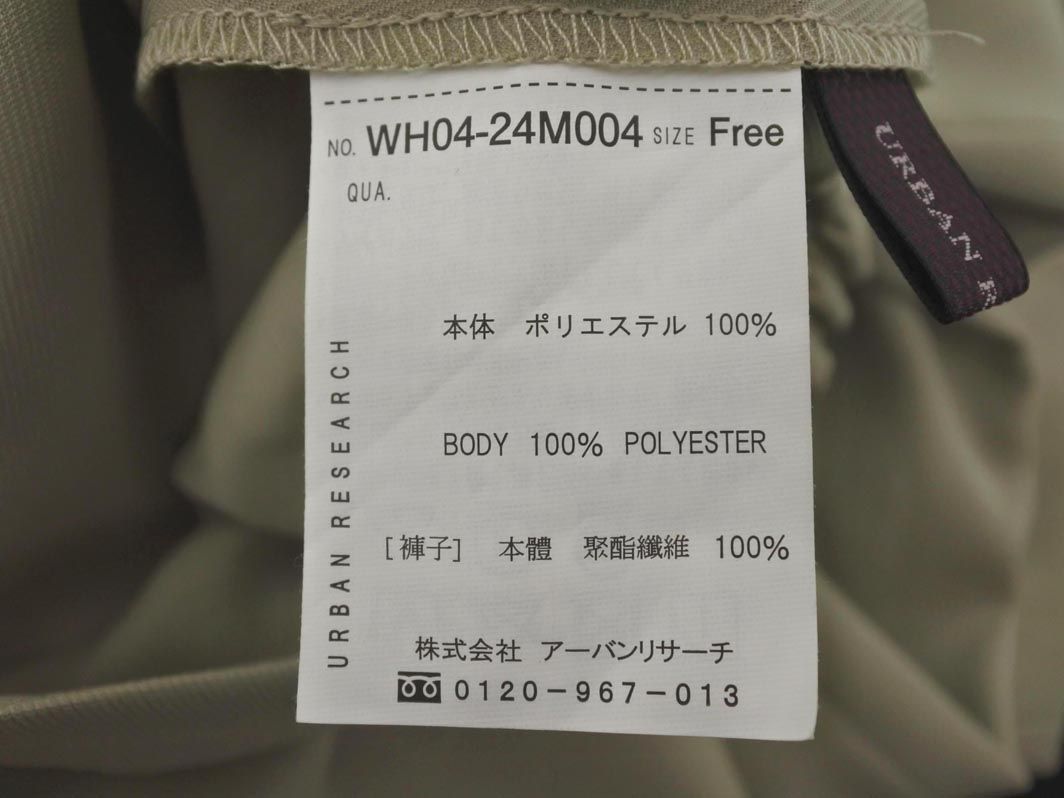 NO. WH04-24M004 SIZE Free
QUA.
本体 ポリエステル 100%
BODY 100% POLYESTER
[褲子] 本體 聚酯纖維 100%
株式会社 アーバンリサーチ
0120-967-013
URBAN RESEARCH
URBAN